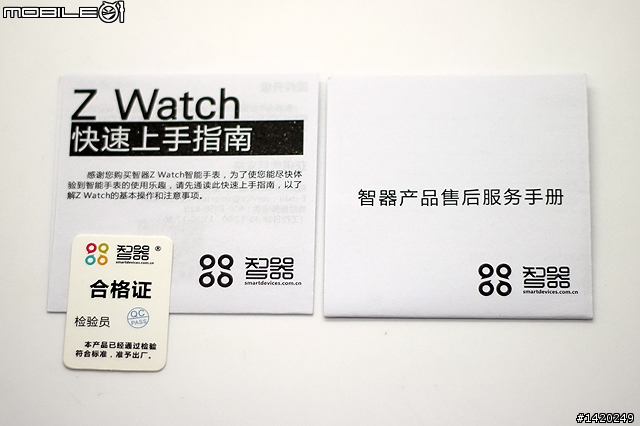 MOBILE01
Z Watch
快速上手指南
感谢您购买智器Z Watch智能手表，为了使您能尽快体
验到智能手表的使用乐趣，请先通读此快速上手指南，以了
解Z Watch的基本操作和注意事项。
智器
smartdevices.com.cn
智器产品售后服务手册
智器
smartdevices.com.cn
智器®
smartdevices.com.cn
合格证
检验员
QC
PASS
本产品已经通过检验
符合标准，准予出厂。
#1420249